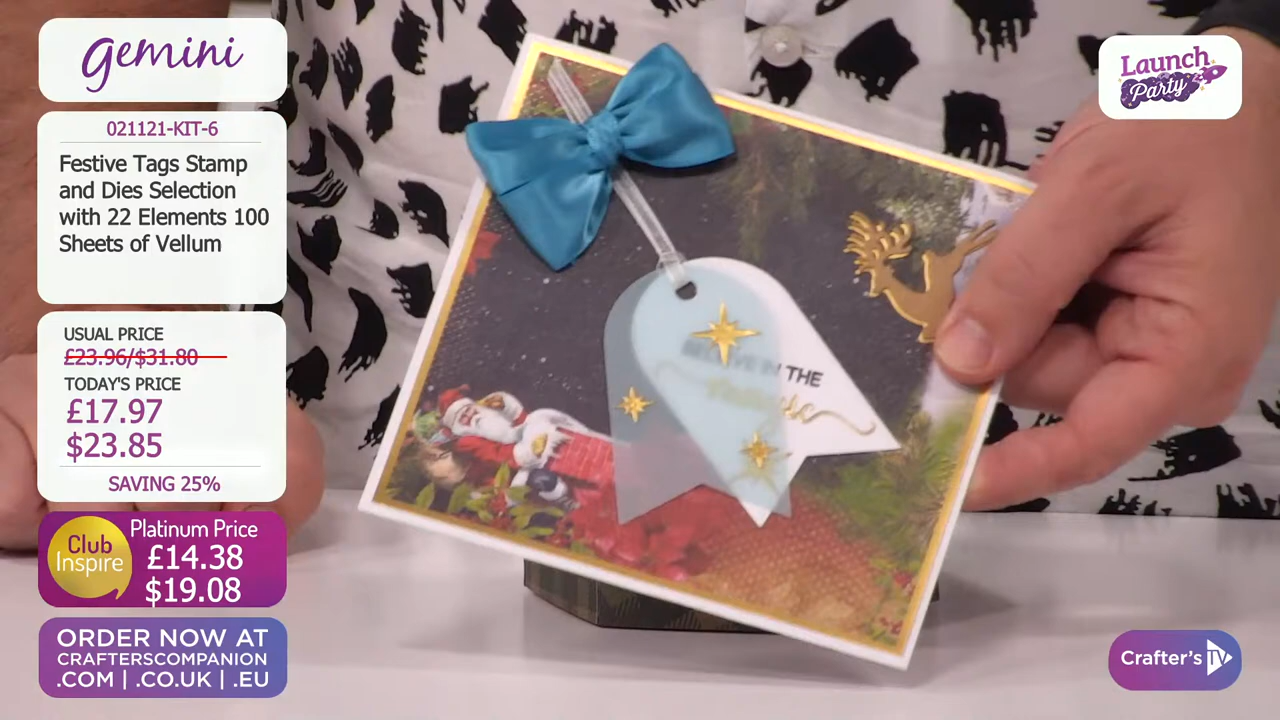 gemini
021121-KIT-6
Festive Tags Stamp
and Dies Selection
with 22 Elements 100
Sheets of Vellum
USUAL PRICE
£23.96/$31.80
TODAY'S PRICE
£17.97
$23.85
SAVING 25%
Club
Inspire
Platinum Price
£14.38
$19.08
ORDER NOW AT
CRAFTERSCOMPANION
.COM | .CO.UK | .EU
Launch
Party
BELIEVE IN THE
Crafter's TV